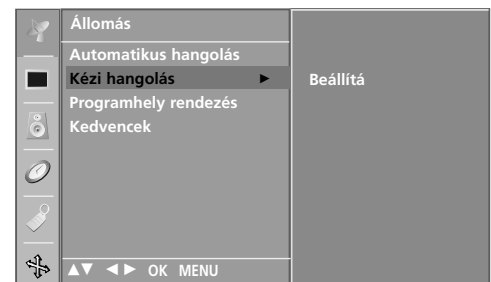 Állomás
Automatikus hangolás
Kézi hangolás ► Beállítá
Programhely rendezés
Kedvencek
▲▼ ◄► OK MENU